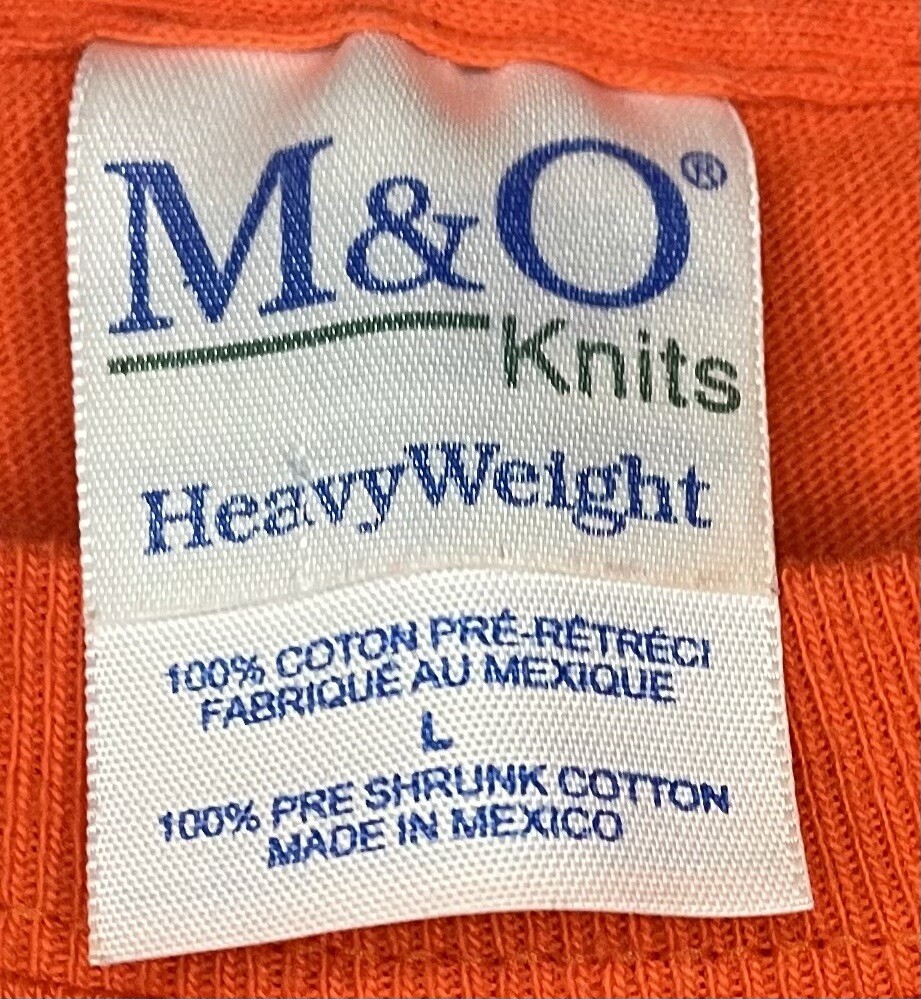 M&O®
Knits
HeavyWeight
100% COTON PRÉ-RÉTRÉCI
FABRIQUÉ AU MEXIQUE
L
100% PRE SHRUNK COTTON
MADE IN MEXICO